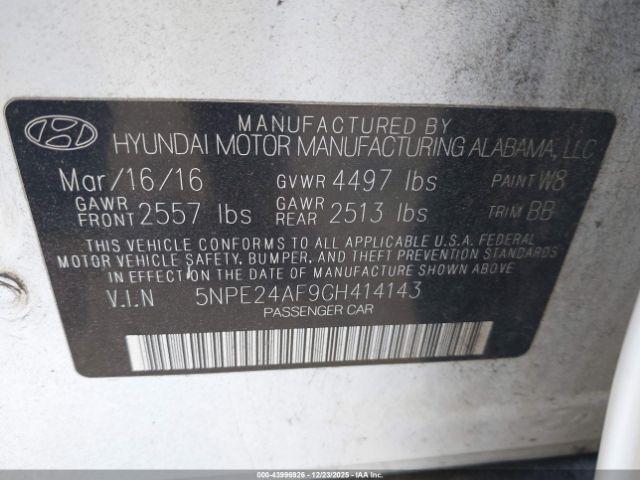 MANUFACTURED BY
HYUNDAI MOTOR MANUFACTURING ALABAMA, LLC
Mar/16/16 GVWR 4497 lbs PAINT W8
GAWR FRONT 2557 lbs GAWR REAR 2513 lbs TRIM BB
THIS VEHICLE CONFORMS TO ALL APPLICABLE U.S.A. FEDERAL
MOTOR VEHICLE SAFETY, BUMPER, AND THEFT PREVENTION STANDARDS
IN EFFECT ON THE DATE OF MANUFACTURE SHOWN ABOVE
V.I.N 5NPE24AF9GH414143
PASSENGER CAR
000-43996926 12/23/2025 IAA Inc.